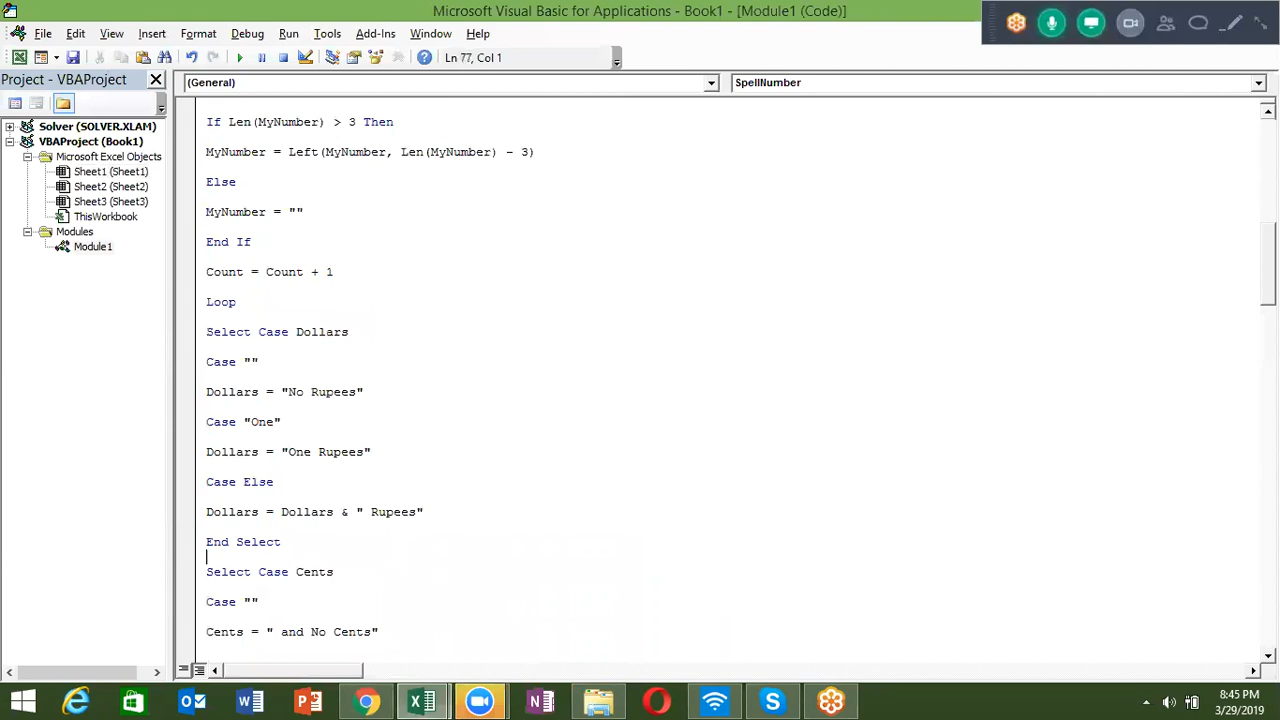 Microsoft Visual Basic for Applications - Book1 - [Module1 (Code)]
File Edit View Insert Format Debug Run Tools Add-Ins Window Help
Ln 77, Col 1
Project - VBAProject
(General)
SpellNumber
Solver (SOLVER.XLAM)
VBAProject (Book1)
Microsoft Excel Objects
Sheet1 (Sheet1)
Sheet2 (Sheet2)
Sheet3 (Sheet3)
ThisWorkbook
Modules
Module1
If Len(MyNumber) > 3 Then
MyNumber = Left(MyNumber, Len(MyNumber) - 3)
Else
MyNumber = ""
End If
Count = Count + 1
Loop
Select Case Dollars
Case ""
Dollars = "No Rupees"
Case "One"
Dollars = "One Rupees"
Case Else
Dollars = Dollars & " Rupees"
End Select
Select Case Cents
Case ""
Cents = " and No Cents"
8:45 PM
3/29/2019